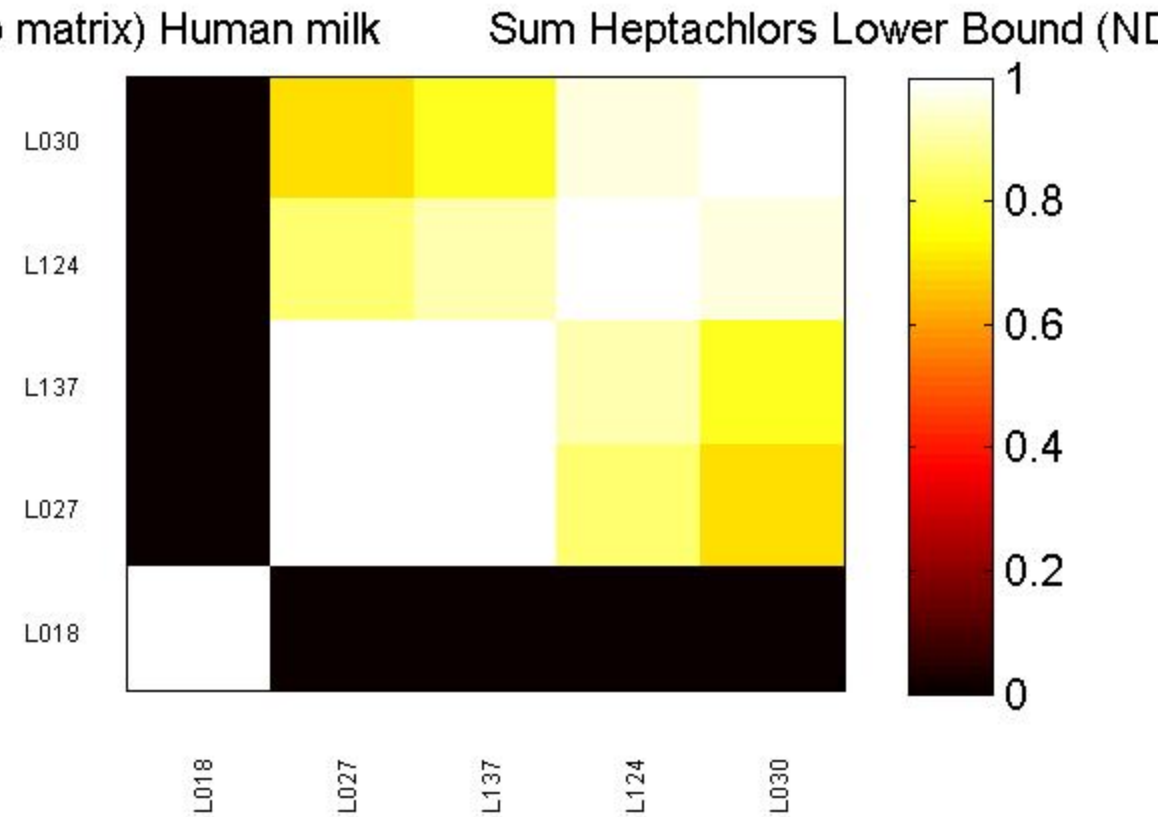 matrix) Human milk Sum Heptachlors Lower Bound (ND
L030
L124
L137
L027
L018
L018
L027
L137
L124
L030
1
0.8
0.6
0.4
0.2
0